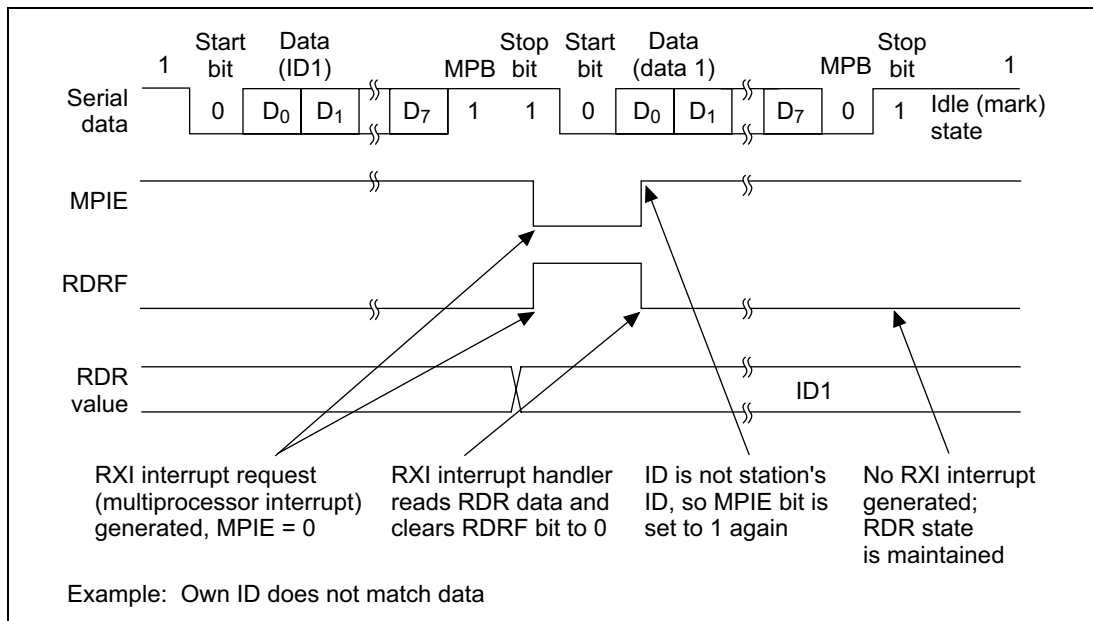 1 Start bit Data (ID1) MPB Stop bit Start bit Data (data 1) MPB Stop bit 1
Serial data 0 D0 D1 D7 1 1 0 D0 D1 D7 0 1 Idle (mark) state
MPIE
RDRF
RDR value ID1
RXI interrupt request
(multiprocessor interrupt)
generated, MPIE = 0
RXI interrupt handler
reads RDR data and
clears RDRF bit to 0
ID is not station's
ID, so MPIE bit is
set to 1 again
No RXI interrupt
generated;
RDR state
is maintained
Example: Own ID does not match data